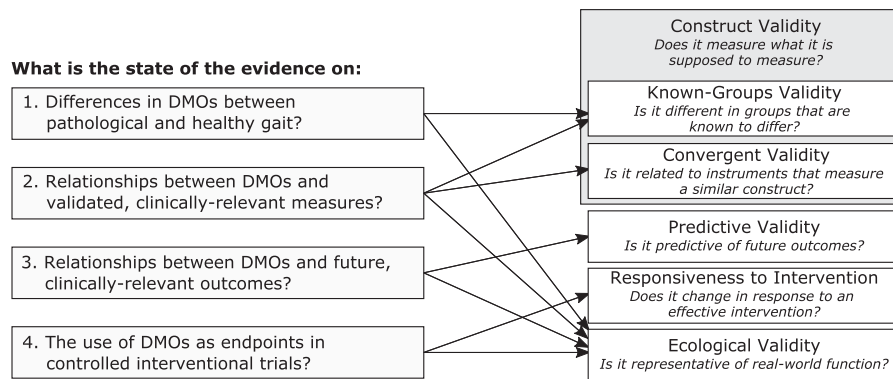 What is the state of the evidence on:
1. Differences in DMOs between
pathological and healthy gait?
2. Relationships between DMOs and
validated, clinically-relevant measures?
3. Relationships between DMOs and future,
clinically-relevant outcomes?
4. The use of DMOs as endpoints in
controlled interventional trials?
Construct Validity
Does it measure what it is
supposed to measure?
Known-Groups Validity
Is it different in groups that are
known to differ?
Convergent Validity
Is it related to instruments that measure
a similar construct?
Predictive Validity
Is it predictive of future outcomes?
Responsiveness to Intervention
Does it change in response to an
effective intervention?
Ecological Validity
Is it representative of real-world function?